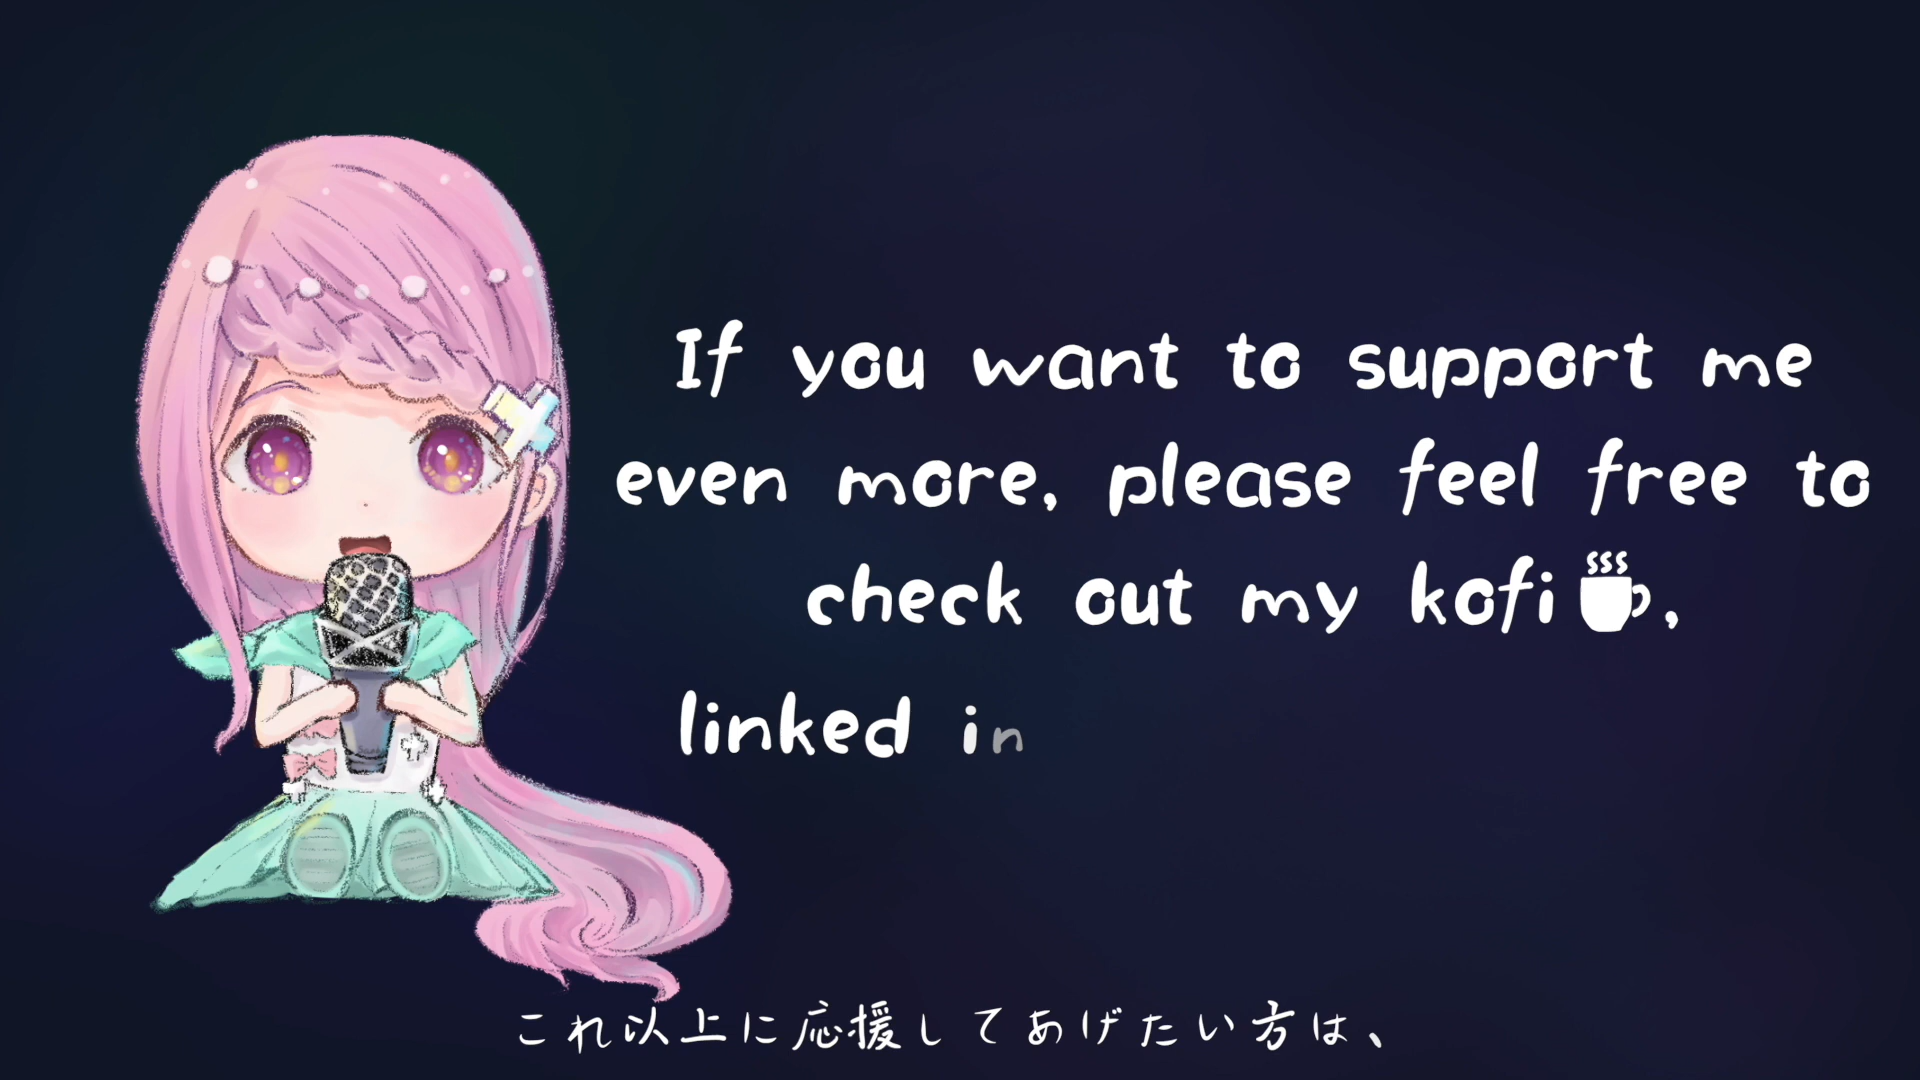 If you want to support me
even more, please feel free to
check out my kofi☕,
linked in
これ以上に応援してあげたい方は、